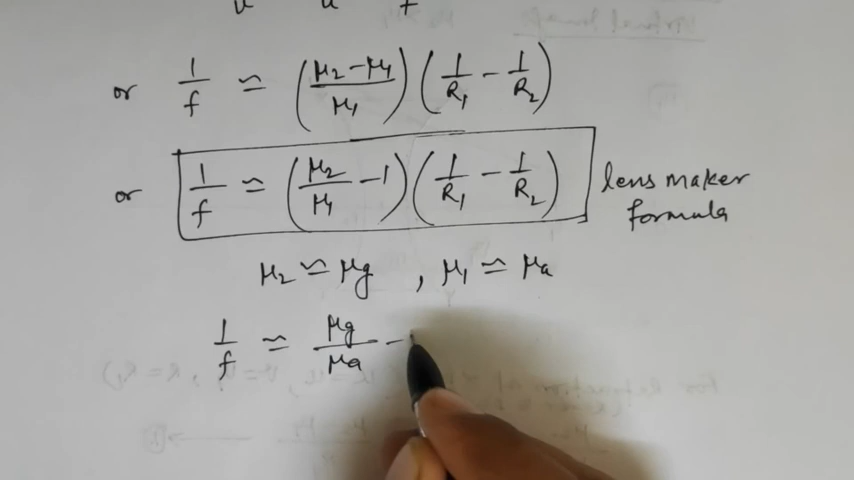 or 1/f ≃ ((μ₂ - μ₁)/μ₁) (1/R₁ - 1/R₂)
or 1/f ≃ (μ₂/μ₁ - 1) (1/R₁ - 1/R₂) lens maker
formula
μ₂ ≃ μg , μ₁ ≃ μa
1/f ≃ μg/μa -